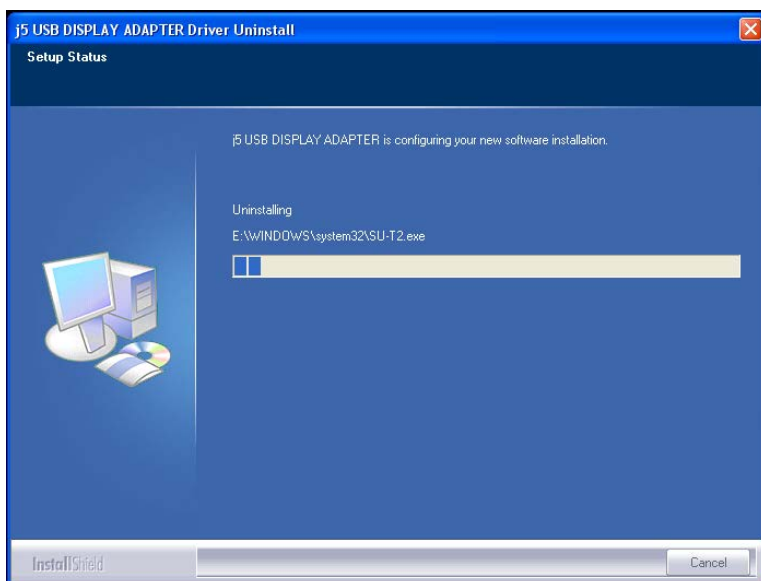 j5 USB DISPLAY ADAPTER Driver Uninstall
Setup Status
j5 USB DISPLAY ADAPTER is configuring your new software installation.
Uninstalling
E:\WINDOWS\system32\SU-T2.exe
InstallShield
Cancel